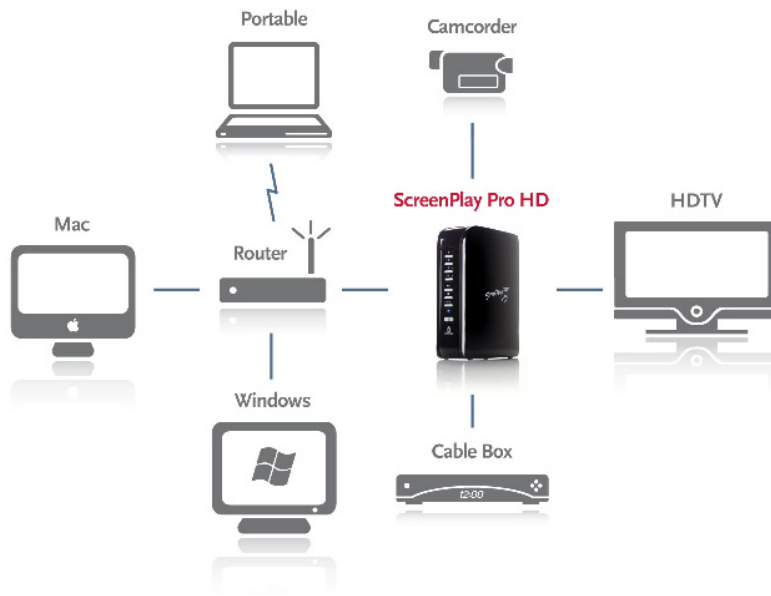 Portable
Camcorder
ScreenPlay Pro HD
HDTV
Mac
Router
Windows
Cable Box
12:00